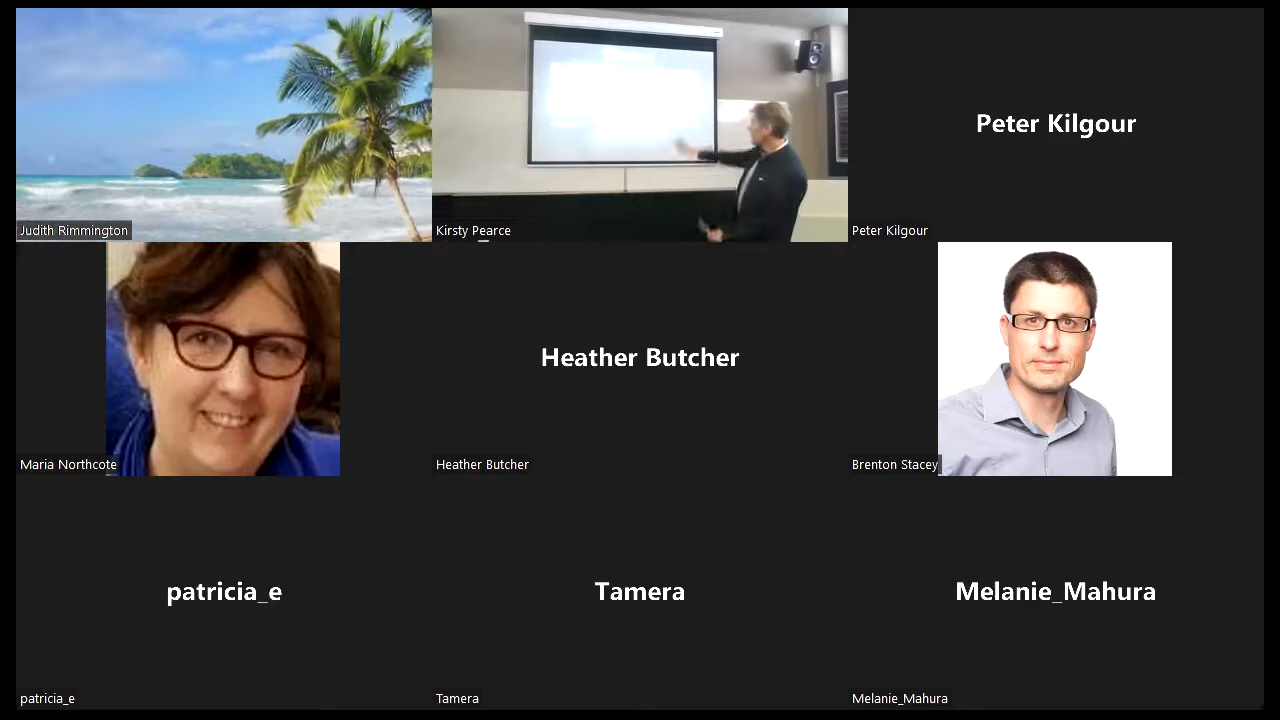 Judith Rimmington
Kirsty Pearce
Peter Kilgour
Peter Kilgour
Maria Northcote
Heather Butcher
Heather Butcher
Brenton Stacey
patricia_e
patricia_e
Tamera
Tamera
Melanie_Mahura
Melanie_Mahura